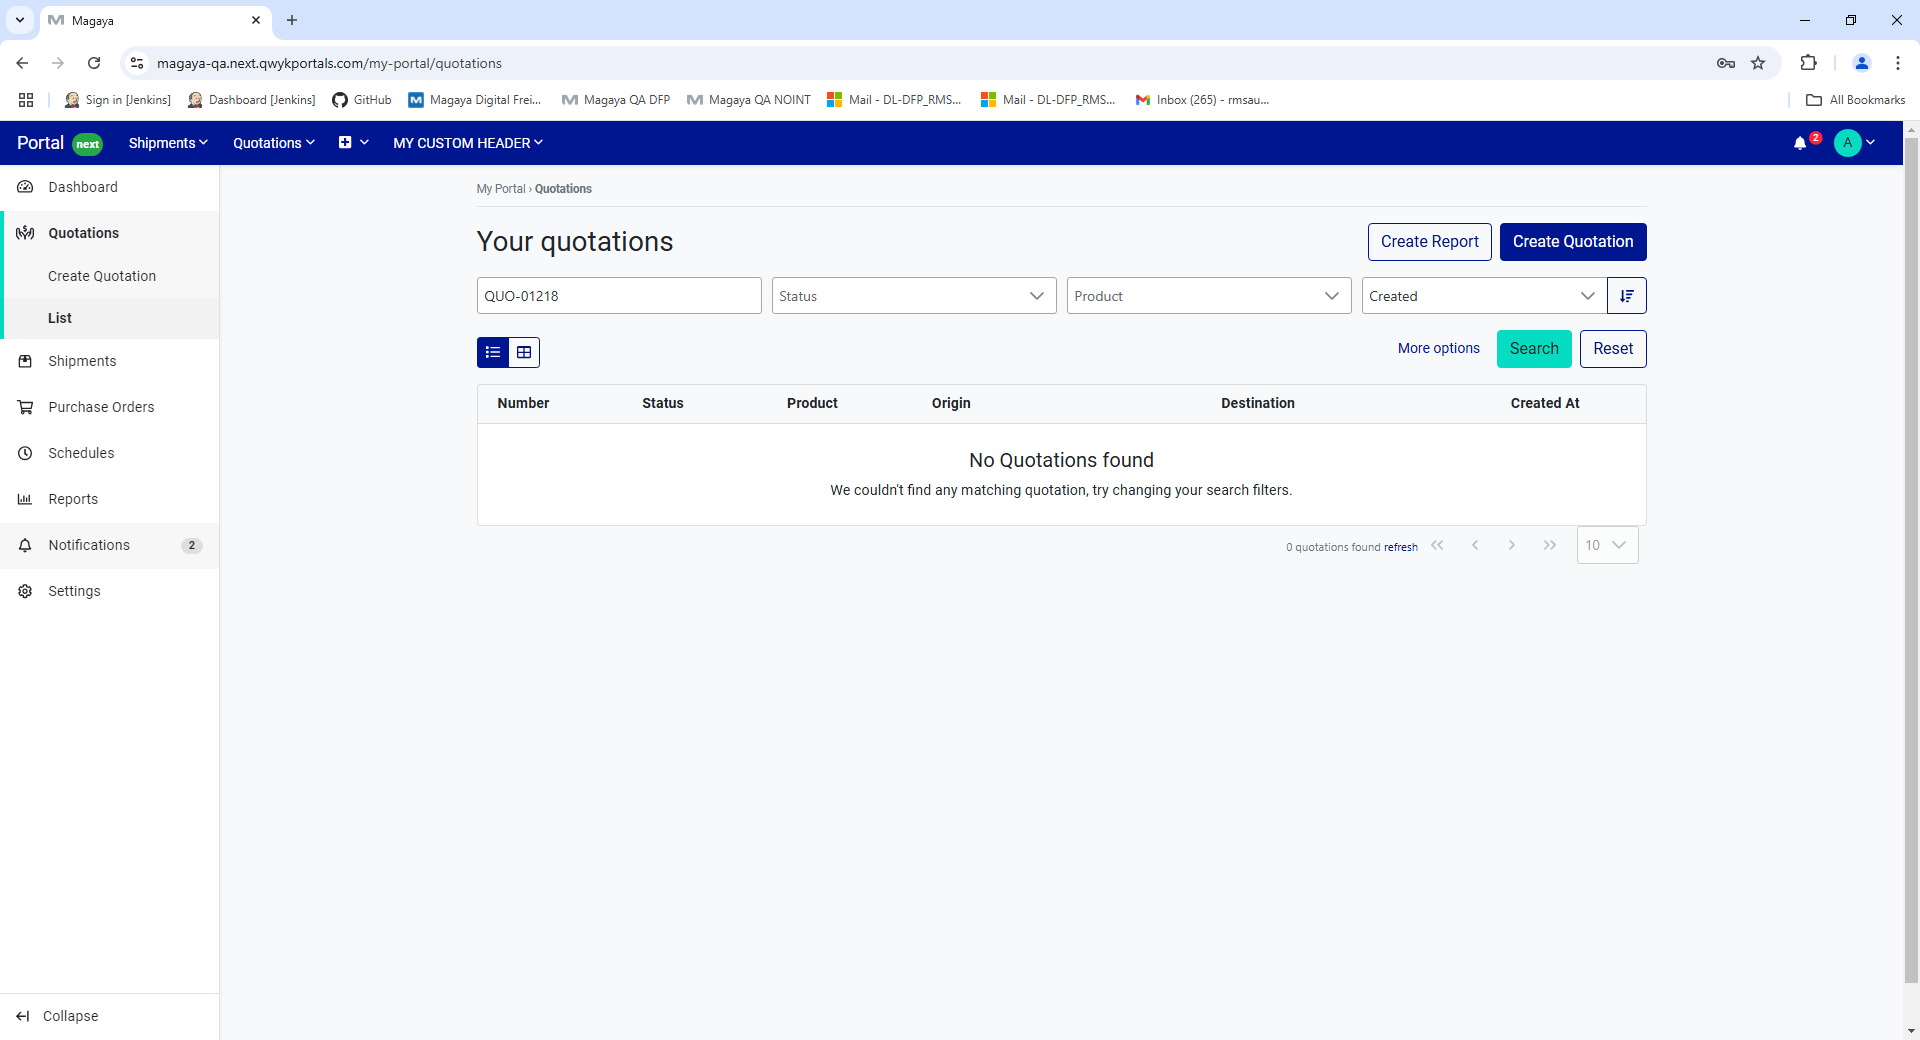 Magaya
magaya-qa.next.qwykportals.com/my-portal/quotations
Sign in [Jenkins]
Dashboard [Jenkins]
GitHub
Magaya Digital Frei...
Magaya QA DFP
Magaya QA NOINT
Mail - DL-DFP_RMS...
Mail - DL-DFP_RMS...
Inbox (265) - rmsau...
All Bookmarks
Portal next
Shipments
Quotations
MY CUSTOM HEADER
2
A
Dashboard
Quotations
Create Quotation
List
Shipments
Purchase Orders
Schedules
Reports
Notifications 2
Settings
Collapse
My Portal › Quotations
Your quotations
Create Report
Create Quotation
QUO-01218
Status
Product
Created
More options
Search
Reset
Number Status Product Origin Destination Created At
No Quotations found
We couldn't find any matching quotation, try changing your search filters.
0 quotations found refresh
10